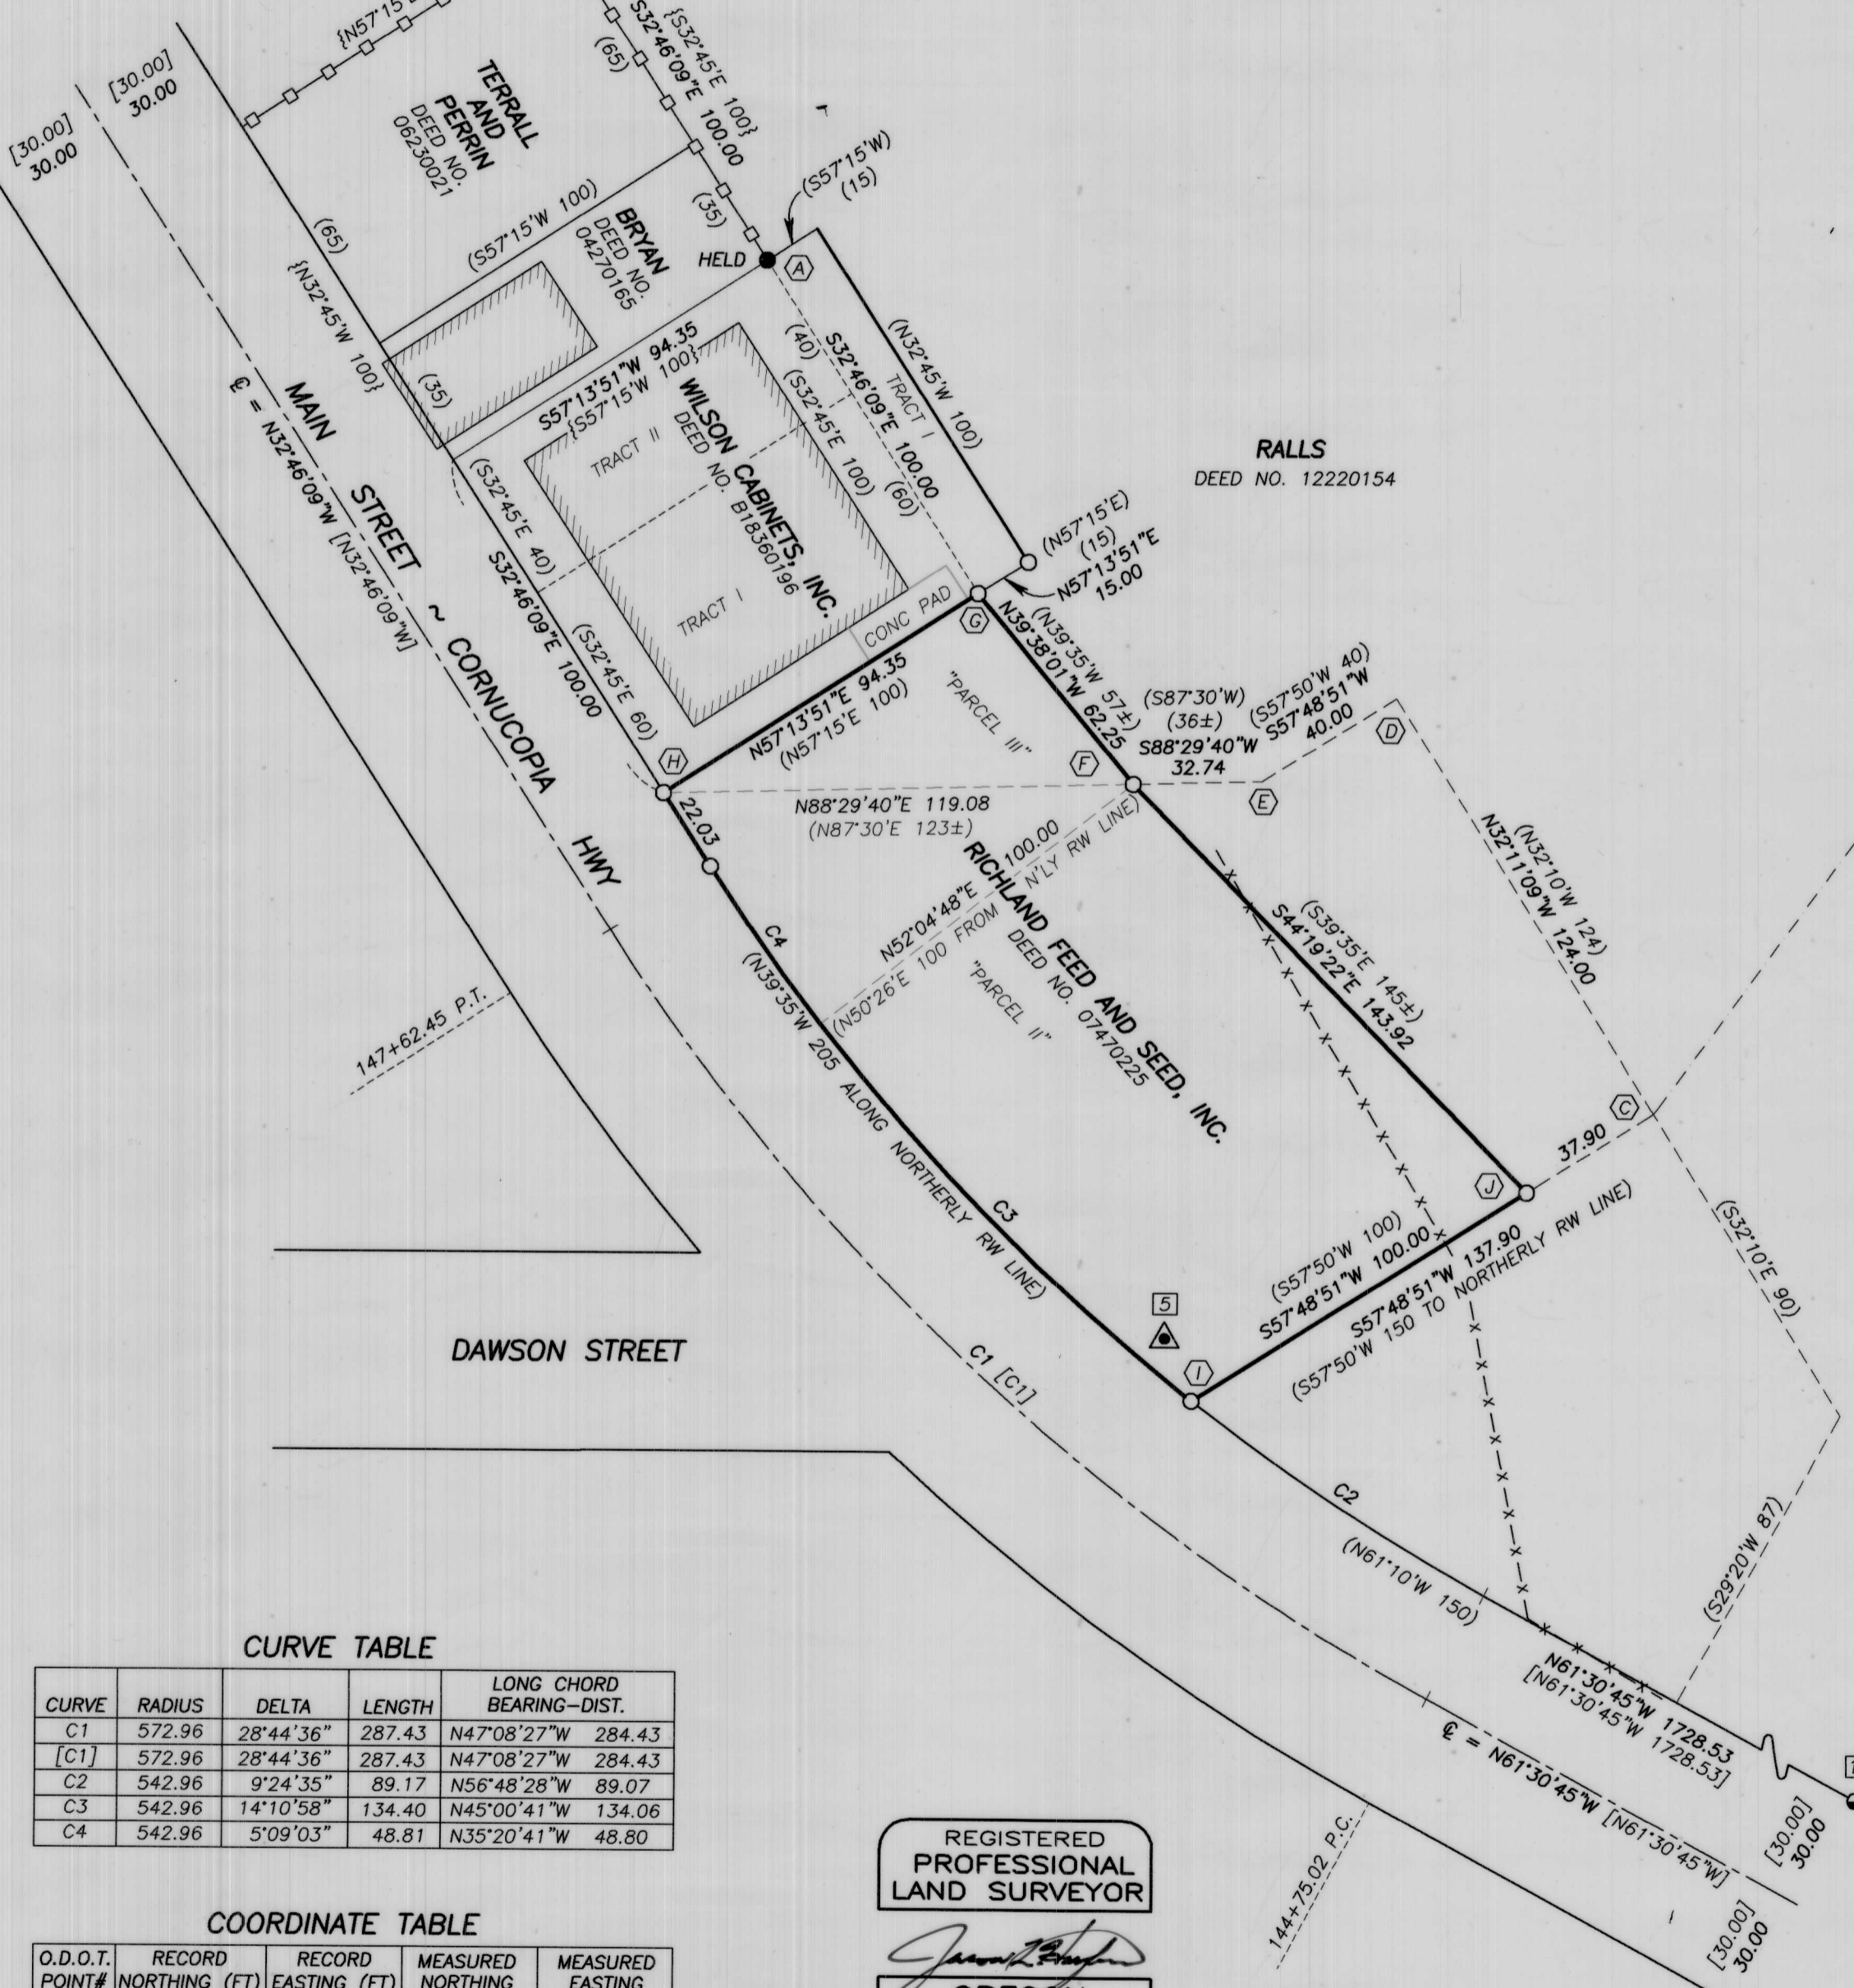 {N57°15'
[30.00]
30.00
[30.00]
30.00
TERRALL
AND
PERRIN
DEED NO.
06230021
(65)
S32°46'09"E 100.00
{S32°45'E 100}
(35)
(S57°15'W)
(15)
(S57°15'W 100)
BRYAN
DEED NO.
04270165
HELD
A
(65)
{N32°45'W 100}
(35)
S57°13'51"W 94.35
{S57°15'W 100}
(40)
S32°46'09"E 100.00
(60)
(S32°45'E 100)
TRACT I
(N32°45'W 100)
WILSON CABINETS, INC.
DEED NO. B18360196
TRACT II
TRACT I
CONC PAD
RALLS
DEED NO. 12220154
MAIN STREET ~ CORNUCOPIA HWY
℄ = N32°46'09"W [N32°46'09"W]
(S32°45'E 40)
S32°46'09"E 100.00
(S32°45'E 60)
(N57°15'E)
(15)
N57°13'51"E
15.00
G
H
N57°13'51"E 94.35
(N57°15'E 100)
"PARCEL III"
(N39°35'W 57±)
N39°38'01"W 62.25
(S87°30'W)
(36±)
S88°29'40"W
32.74
(S57°50'W 40)
S57°48'51"W
40.00
D
E
F
22.03
N88°29'40"E 119.08
(N87°30'E 123±)
N52°04'48"E 100.00
(N50°26'E 100 FROM N'LY RW LINE)
RICHLAND FEED AND SEED, INC.
DEED NO. 07470225
"PARCEL II"
(N32°10'W 124)
N32°11'09"W 124.00
(S39°35'E 145±)
S44°19'22"E 143.92
C4
(N39°35'W 205 ALONG NORTHERLY RW LINE)
C3
147+62.45 P.T.
C
37.90
J
(S57°50'W 100)
S57°48'51"W 100.00
S57°48'51"W 137.90
(S57°50'W 150 TO NORTHERLY RW LINE)
(S32°10'E 90)
5
I
DAWSON STREET
C1 [C1]
C2
(N61°10'W 150)
(S29°20'W 87)
N61°30'45"W 1728.53
[N61°30'45"W 1728.53]
℄ = N61°30'45"W [N61°30'45"W]
[30.00]
30.00
[30.00]
30.00
144+75.02 P.C.
CURVE TABLE
CURVE RADIUS DELTA LENGTH LONG CHORD BEARING-DIST.
C1 572.96 28°44'36" 287.43 N47°08'27"W 284.43
[C1] 572.96 28°44'36" 287.43 N47°08'27"W 284.43
C2 542.96 9°24'35" 89.17 N56°48'28"W 89.07
C3 542.96 14°10'58" 134.40 N45°00'41"W 134.06
C4 542.96 5°09'03" 48.81 N35°20'41"W 48.80
COORDINATE TABLE
O.D.O.T. POINT# RECORD NORTHING (FT) RECORD EASTING (FT) MEASURED NORTHING MEASURED EASTING
REGISTERED
PROFESSIONAL
LAND SURVEYOR
OREGON